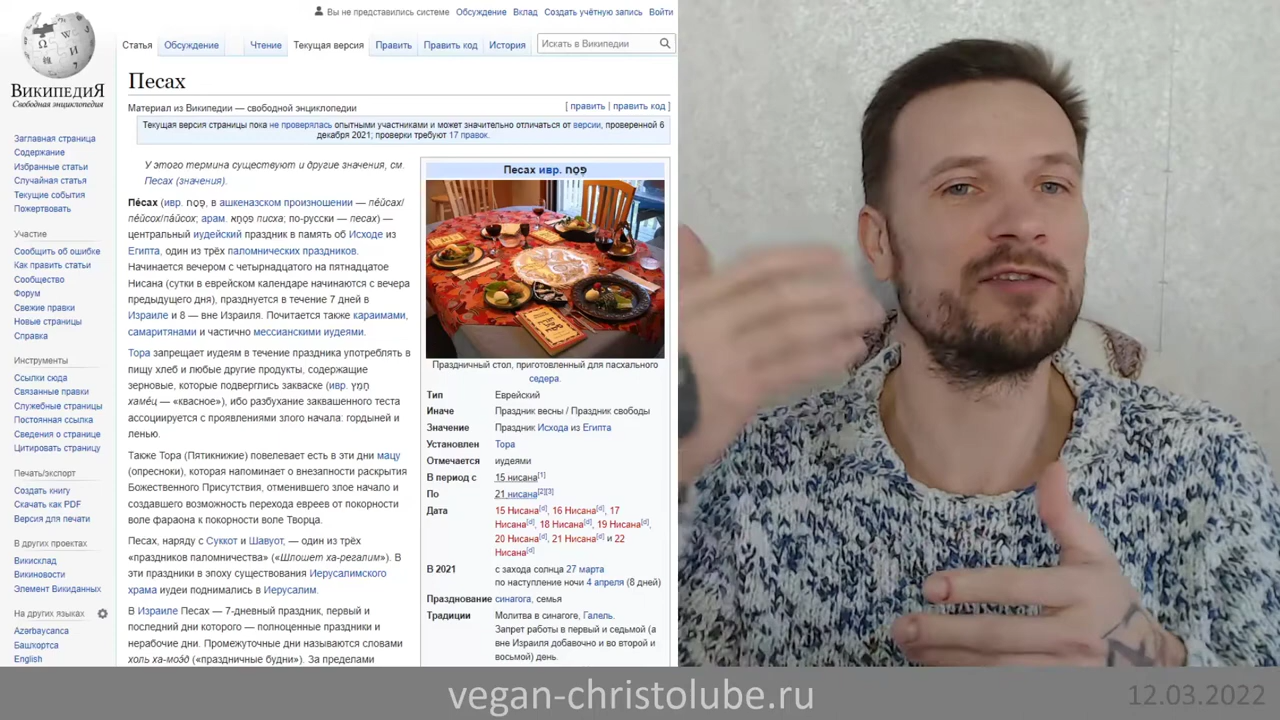 Вы не представились системе Обсуждение Вклад Создать учётную запись Войти
Статья Обсуждение Чтение Текущая версия Править Править код История Искать в Википедии
ВИКИПЕДИЯ
Свободная энциклопедия
Заглавная страница
Содержание
Избранные статьи
Случайная статья
Текущие события
Пожертвовать
Участие
Сообщить об ошибке
Как править статьи
Сообщество
Форум
Свежие правки
Новые страницы
Справка
Инструменты
Ссылки сюда
Связанные правки
Служебные страницы
Постоянная ссылка
Сведения о странице
Цитировать страницу
Печать/экспорт
Создать книгу
Скачать как PDF
Версия для печати
В других проектах
Викисклад
Викиновости
Элемент Викиданных
На других языках
Azərbaycanca
Башҡортса
English
Песах
Материал из Википедии — свободной энциклопедии [ править | править код ]
Текущая версия страницы пока не проверялась опытными участниками и может значительно отличаться от версии, проверенной 6
декабря 2021; проверки требуют 17 правок.
У этого термина существуют и другие значения, см.
Песах (значения).
Пе́сах (ивр. פֶּסַח, в ашкеназском произношении — пе́йсах/
пе́йсох/па́йсох; арам. פִּסְחָא писха; по-русски — песах) —
центральный иудейский праздник в память об Исходе из
Египта, один из трёх паломнических праздников.
Начинается вечером с четырнадцатого на пятнадцатое
Нисана (сутки в еврейском календаре начинаются с вечера
предыдущего дня), празднуется в течение 7 дней в
Израиле и 8 — вне Израиля. Почитается также караимами,
самаритянами и частично мессианскими иудеями.
Тора запрещает иудеям в течение праздника употреблять в
пищу хлеб и любые другие продукты, содержащие
зерновые, которые подверглись закваске (ивр. חָמֵץ
хаме́ц — «квасное»), ибо разбухание заквашенного теста
ассоциируется с проявлениями злого начала: гордыней и
ленью.
Также Тора (Пятикнижие) повелевает есть в эти дни мацу
(опресноки), которая напоминает о внезапности раскрытия
Божественного Присутствия, отменившего злое начало и
создавшего возможность перехода евреев от покорности
воле фараона к покорности воле Творца.
Песах, наряду с Суккот и Шавуот, — один из трёх
«праздников паломничества» («Шлошет ха-регалим»). В
эти праздники в эпоху существования Иерусалимского
храма иудеи поднимались в Иерусалим.
В Израиле Песах — 7-дневный праздник, первый и
последний дни которого — полноценные праздники и
нерабочие дни. Промежуточные дни называются словами
холь ха-мое́д («праздничные будни»). За пределами
Песах ивр. פֶּסַח
Праздничный стол, приготовленный для пасхального
седера.
Тип Еврейский
Иначе Праздник весны / Праздник свободы
Значение Праздник Исхода из Египта
Установлен Тора
Отмечается иудеями
В период с 15 нисана[1]
По 21 нисана[2][3]
Дата 15 Нисана[d], 16 Нисана[d], 17
Нисана[d], 18 Нисана[d], 19 Нисана[d],
20 Нисана[d], 21 Нисана[d] и 22
Нисана[d]
В 2021 с захода солнца 27 марта
по наступление ночи 4 апреля (8 дней)
Празднование синагога, семья
Традиции Молитва в синагоге, Галель.
Запрет работы в первый и седьмой (а
вне Израиля добавочно и во второй и
восьмой) день.
vegan-christolube.ru
12.03.2022